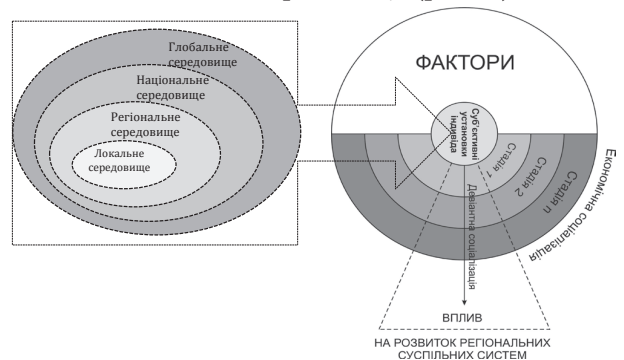 Глобальне
середовище
Національне
середовище
Регіональне
середовище
Локальне
середовище
ФАКТОРИ
Суб'єктивні
установки
індивіда
Стадія 1
Стадія 2
Стадія n
Економічна соціалізація
Девіантна соціалізація
ВПЛИВ
НА РОЗВИТОК РЕГІОНАЛЬНИХ
СУСПІЛЬНИХ СИСТЕМ